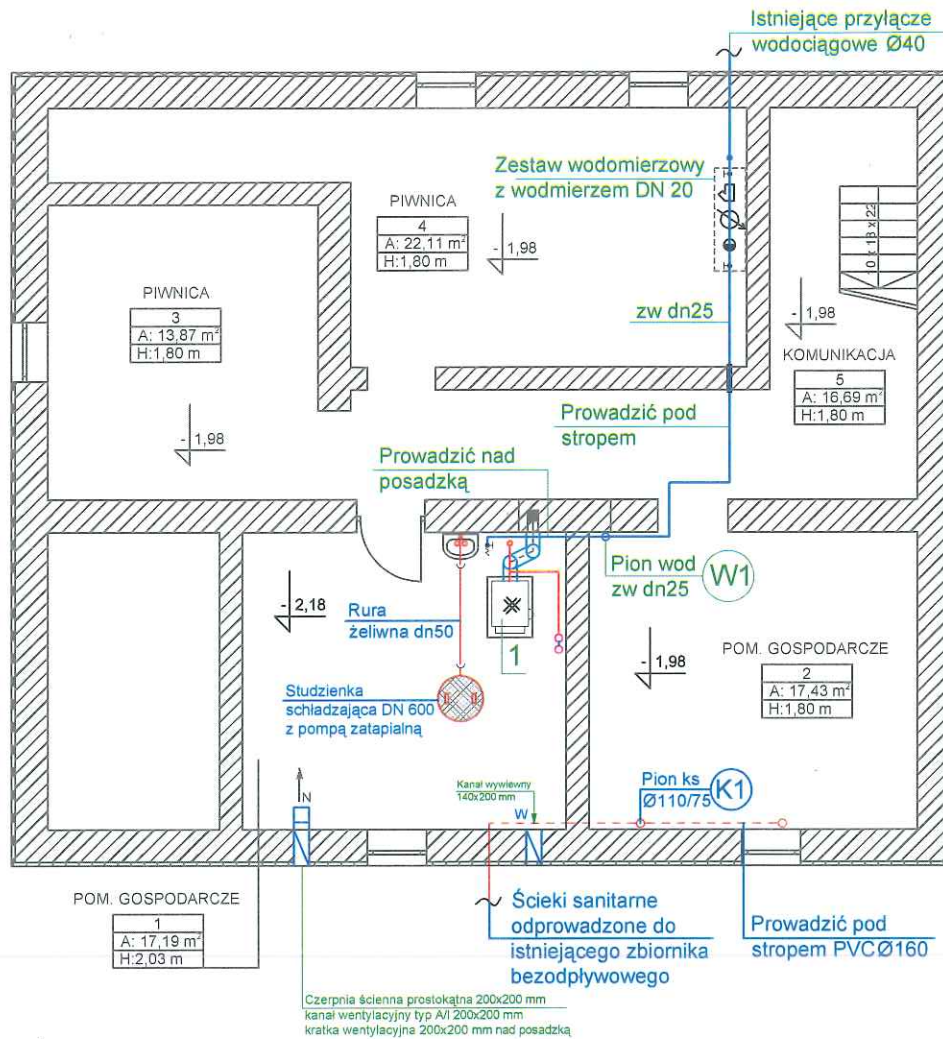 Istniejące przyłącze
wodociągowe Ø40
Zestaw wodomierzowy
z wodmierzem DN 20
PIWNICA
4
A: 22,11 m²
H:1,80 m
- 1,98
10 x 18 x 22
zw dn25
- 1,98
PIWNICA
3
A: 13,87 m²
H:1,80 m
KOMUNIKACJA
5
A: 16,69 m²
H:1,80 m
Prowadzić pod
stropem
- 1,98
Prowadzić nad
posadzką
Pion wod
zw dn25
W1
- 2,18
Rura
żeliwna dn50
1
- 1,98
POM. GOSPODARCZE
2
A: 17,43 m²
H:1,80 m
Studzienka
schładzająca DN 600
z pompą zatapialną
Kanał wywiewny
140x200 mm
Pion ks
Ø110/75
K1
N
W
POM. GOSPODARCZE
1
A: 17,19 m²
H:2,03 m
Ścieki sanitarne
odprowadzone do
istniejącego zbiornika
bezodpływowego
Prowadzić pod
stropem PVCØ160
Czerpnia ścienna prostokątna 200x200 mm
kanał wentylacyjny typ A/I 200x200 mm
kratka wentylacyjna 200x200 mm nad posadzką